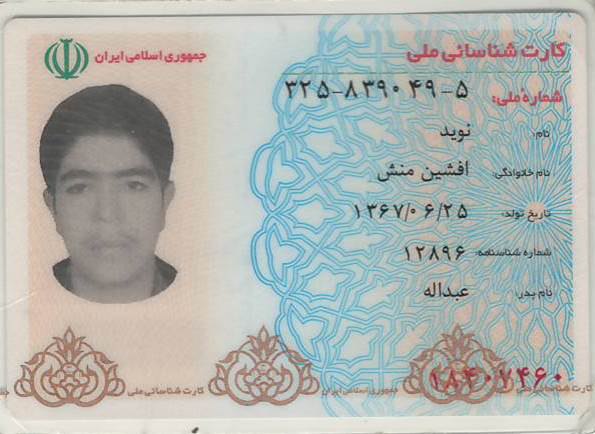 کارت شناسائی ملی
جمهوری اسلامی ایران
شماره ملی: ۳۲۵-۸۳۹۰۴۹-۵
نام: نوید
نام خانوادگی: افشین منش
تاریخ تولد: ۱۳۶۷/۰۶/۲۵
شماره شناسنامه: ۱۲۸۹۶
نام پدر: عبداله
۱۸۴۰۷۴۶۰
کارت شناسائی ملی جمهوری اسلامی ایران کارت شناسائی ملی